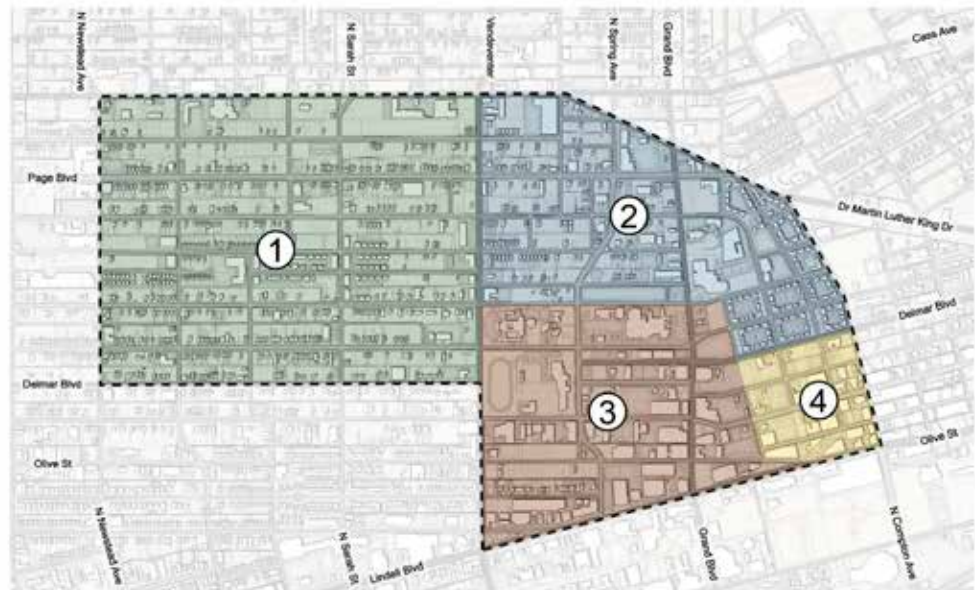 N Newstead Ave
N Sarah St
Vandeventer
N Spring Ave
Grand Blvd
Cass Ave
Page Blvd
Dr Martin Luther King Dr
1
2
Delmar Blvd
Delmar Blvd
3
4
Olive St
Olive St
N Newstead Ave
N Sarah St
Lindell Blvd
Grand Blvd
N Compton Ave